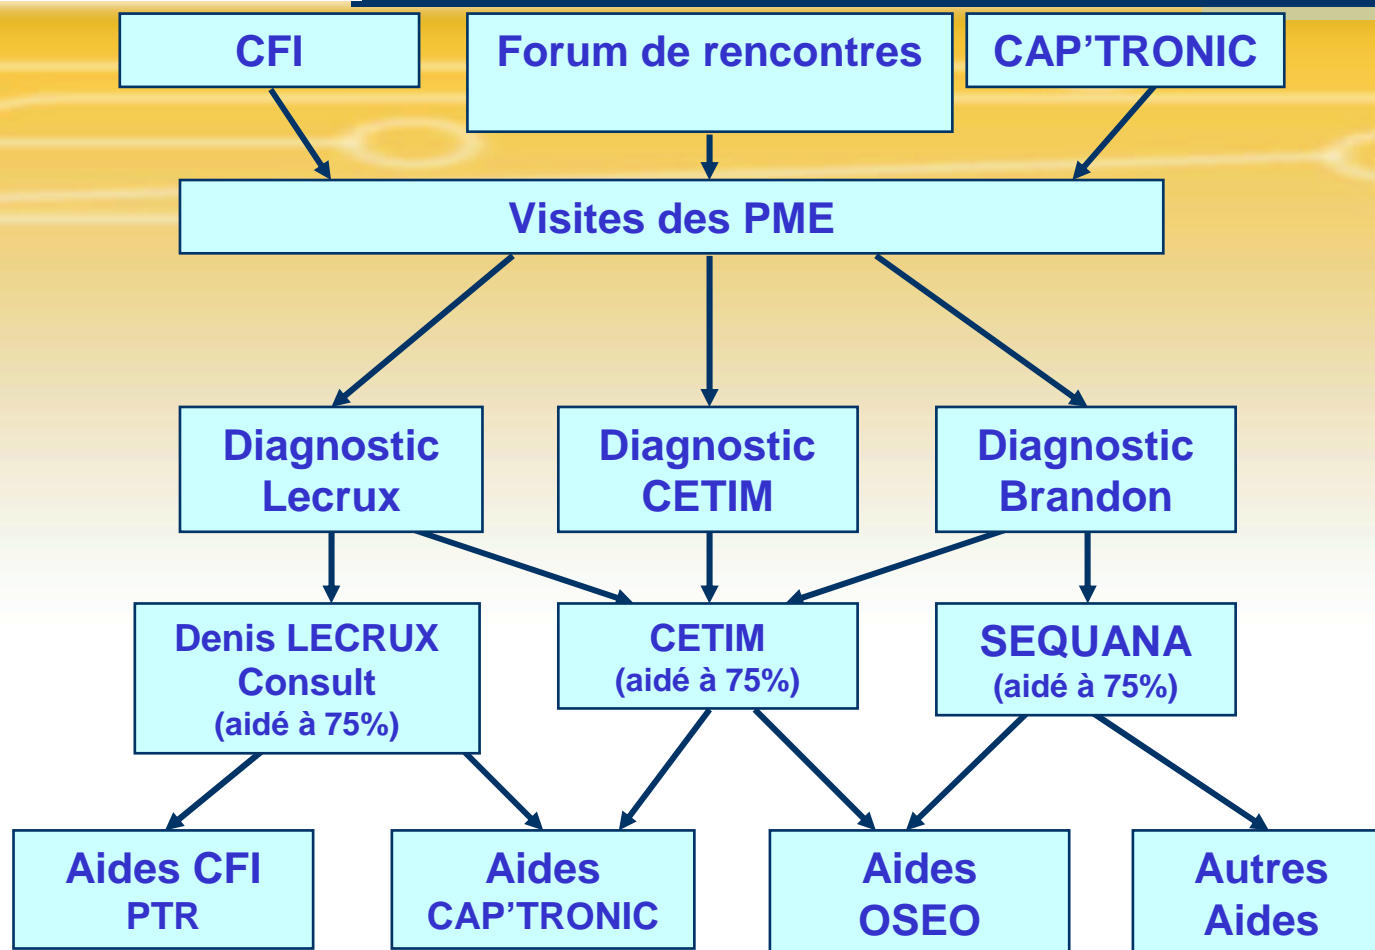 CFI
Forum de rencontres
CAP’TRONIC
Visites des PME
Diagnostic
Lecrux
Diagnostic
CETIM
Diagnostic
Brandon
Denis LECRUX
Consult
(aidé à 75%)
CETIM
(aidé à 75%)
SEQUANA
(aidé à 75%)
Aides CFI
PTR
Aides
CAP’TRONIC
Aides
OSEO
Autres
Aides